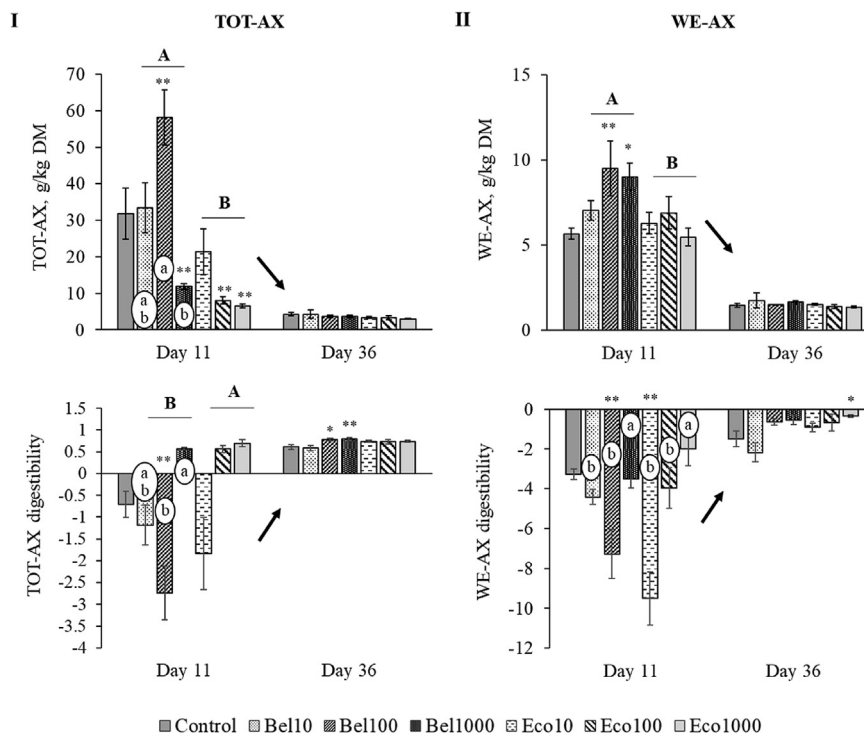 I TOT-AX
II WE-AX
TOT-AX, g/kg DM
70
60
50
40
30
20
10
0
A
**
B
**
**
**
a
b
a
b
Day 11
Day 36
WE-AX, g/kg DM
15
10
5
0
A
**
*
B
Day 11
Day 36
TOT-AX digestibility
1.5
1
0.5
0
-0.5
-1
-1.5
-2
-2.5
-3
-3.5
-4
B
A
**
*
**
a
b
b
a
Day 11
Day 36
WE-AX digestibility
0
-2
-4
-6
-8
-10
-12
**
**
*
b
b
a
b
b
a
Day 11
Day 36
Control Bel10 Bel100 Bel1000 Eco10 Eco100 Eco1000